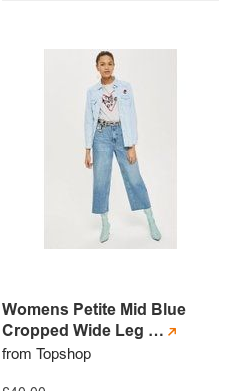 Womens Petite Mid Blue
Cropped Wide Leg ...
from Topshop